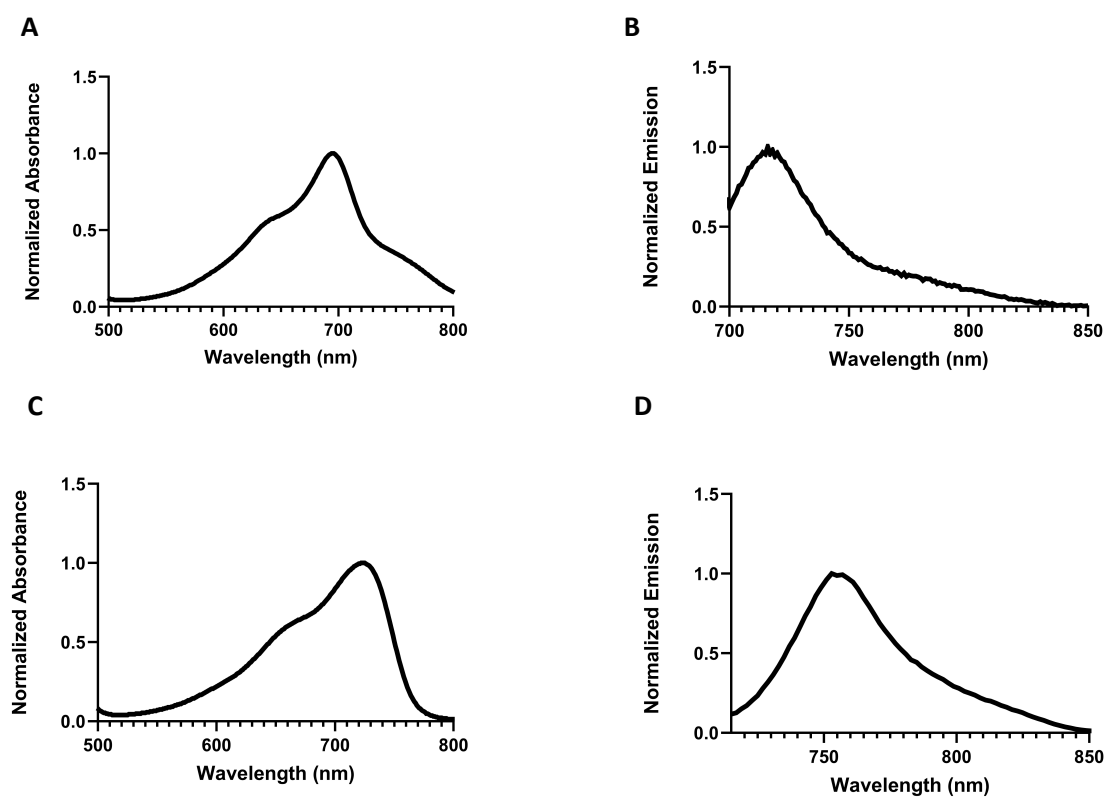 A
Normalized Absorbance
1.5
1.0
0.5
0.0
500 600 700 800
Wavelength (nm)
B
Normalized Emission
1.5
1.0
0.5
0.0
700 750 800 850
Wavelength (nm)
C
Normalized Absorbance
1.5
1.0
0.5
0.0
500 600 700 800
Wavelength (nm)
D
Normalized Emission
1.5
1.0
0.5
0.0
750 800 850
Wavelength (nm)